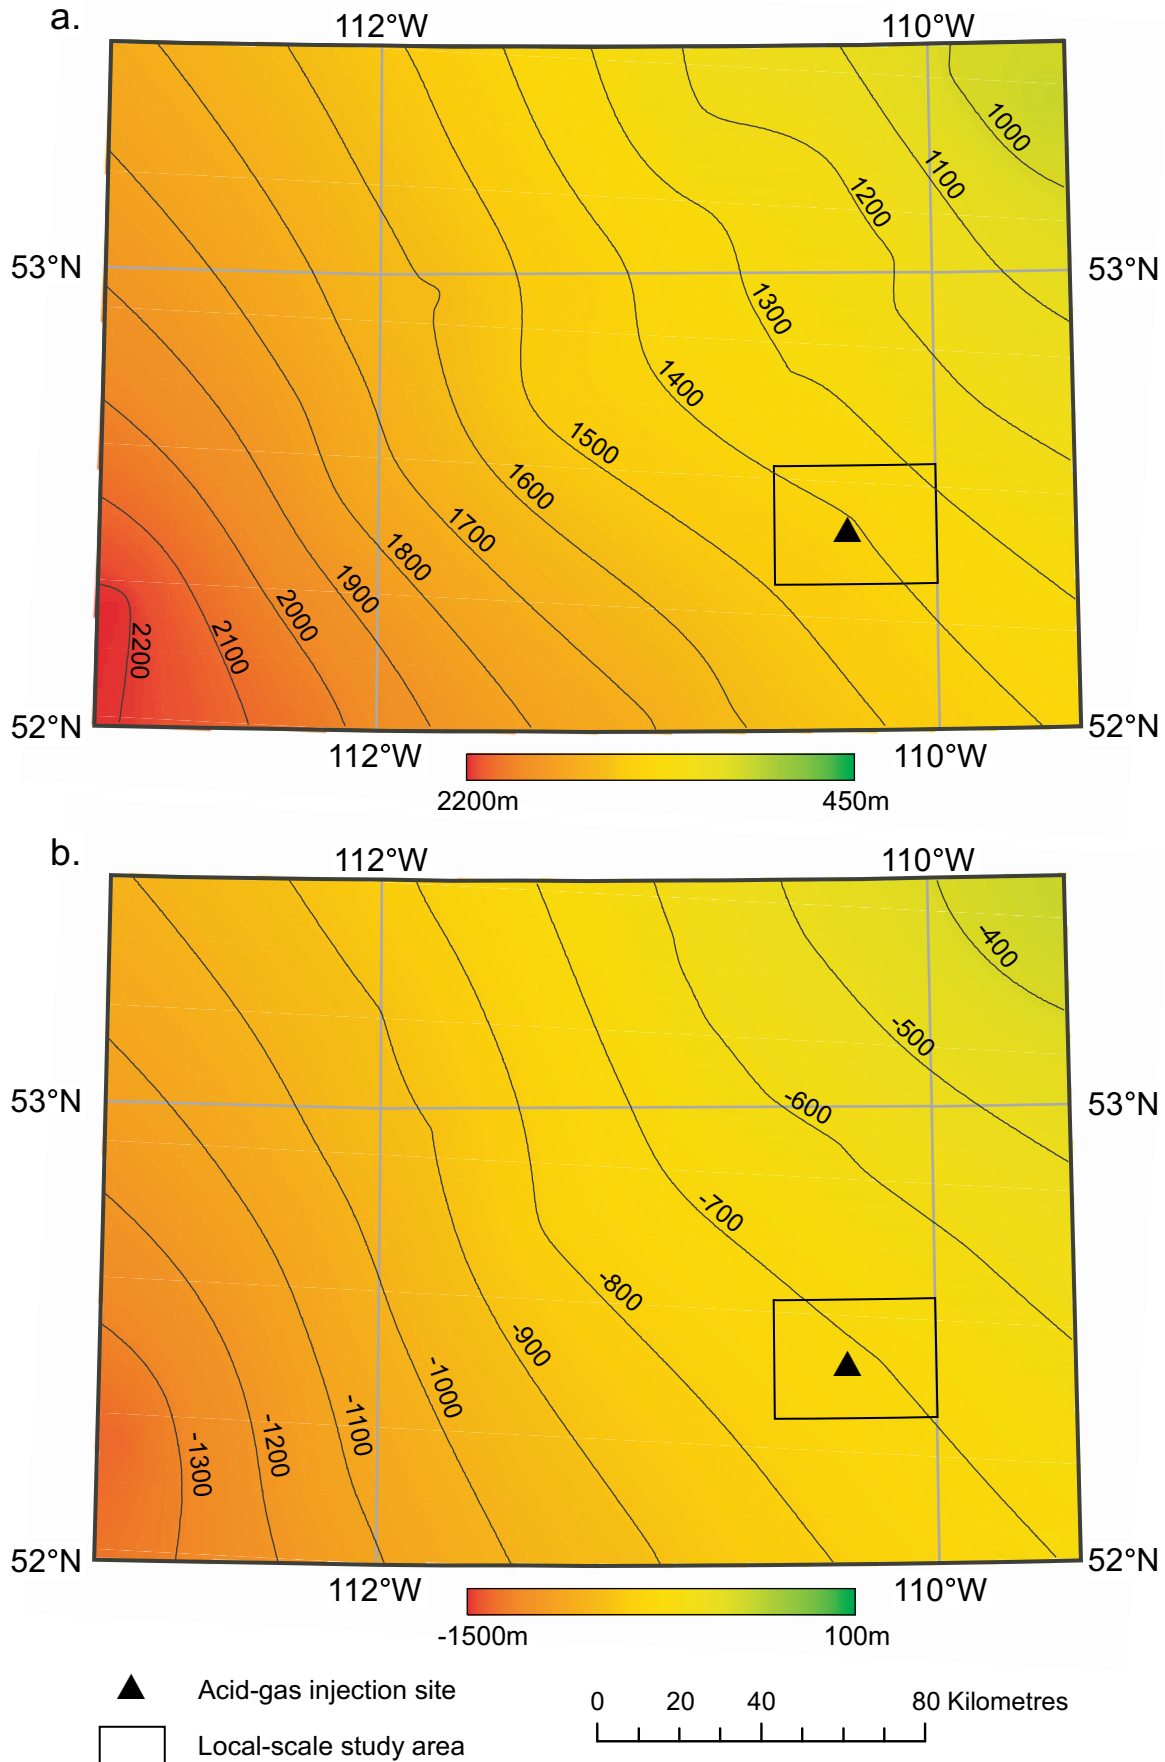 a.
112°W
110°W
1000
1100
1200
53°N
53°N
1300
1400
1500
1600
1700
1800
1900
2000
2100
2200
52°N
52°N
112°W
110°W
2200m
450m
b.
112°W
110°W
-400
-500
53°N
53°N
-600
-700
-800
-900
-1000
-1100
-1200
-1300
52°N
52°N
112°W
110°W
-1500m
100m
Acid-gas injection site
0 20 40 80 Kilometres
Local-scale study area